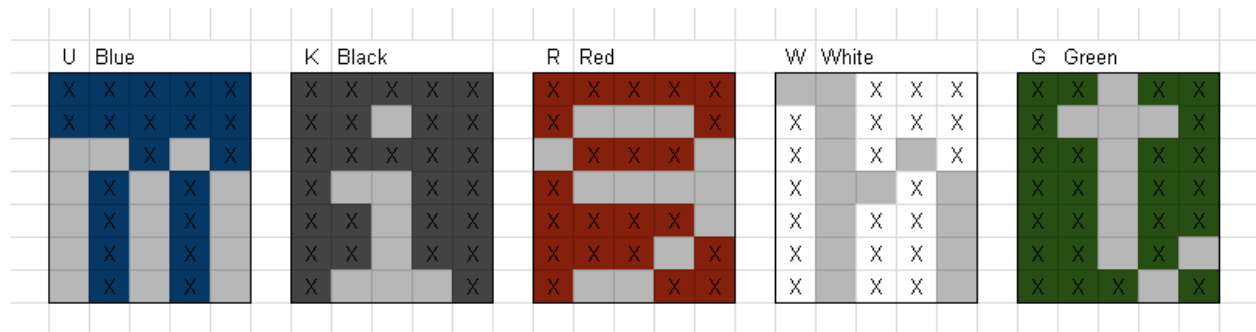 U Blue K Black R Red W White G Green
X X X X X X X X X X X X X X X X X X X X X X
X X X X X X X X X X X X X X X X X
X X X X X X X X X X X X X X X X X
X X X X X X X X X X X X
X X X X X X X X X X X X X X X X X
X X X X X X X X X X X X X X X X
X X X X X X X X X X X X X X